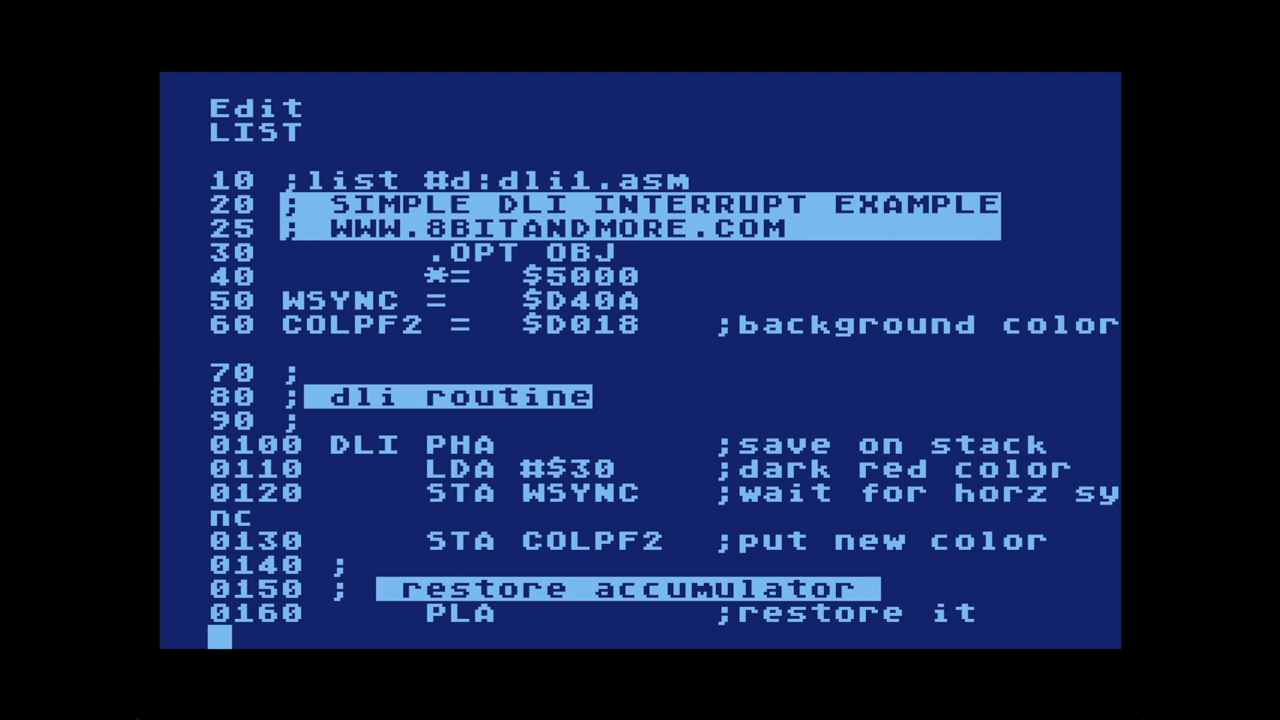 Edit
LIST
10 ;list #d:dli1.asm
20 ; SIMPLE DLI INTERRUPT EXAMPLE
25 ; WWW.8BITANDMORE.COM
30       .OPT OBJ
40       *=  $5000
50 WSYNC =   $D40A
60 COLPF2 =  $D018   ;background color
70 ;
80 ; dli routine
90 ;
0100 DLI PHA         ;save on stack
0110     LDA #$30    ;dark red color
0120     STA WSYNC   ;wait for horz sy
nc
0130     STA COLPF2  ;put new color
0140 ;
0150 ;  restore accumulator
0160     PLA         ;restore it